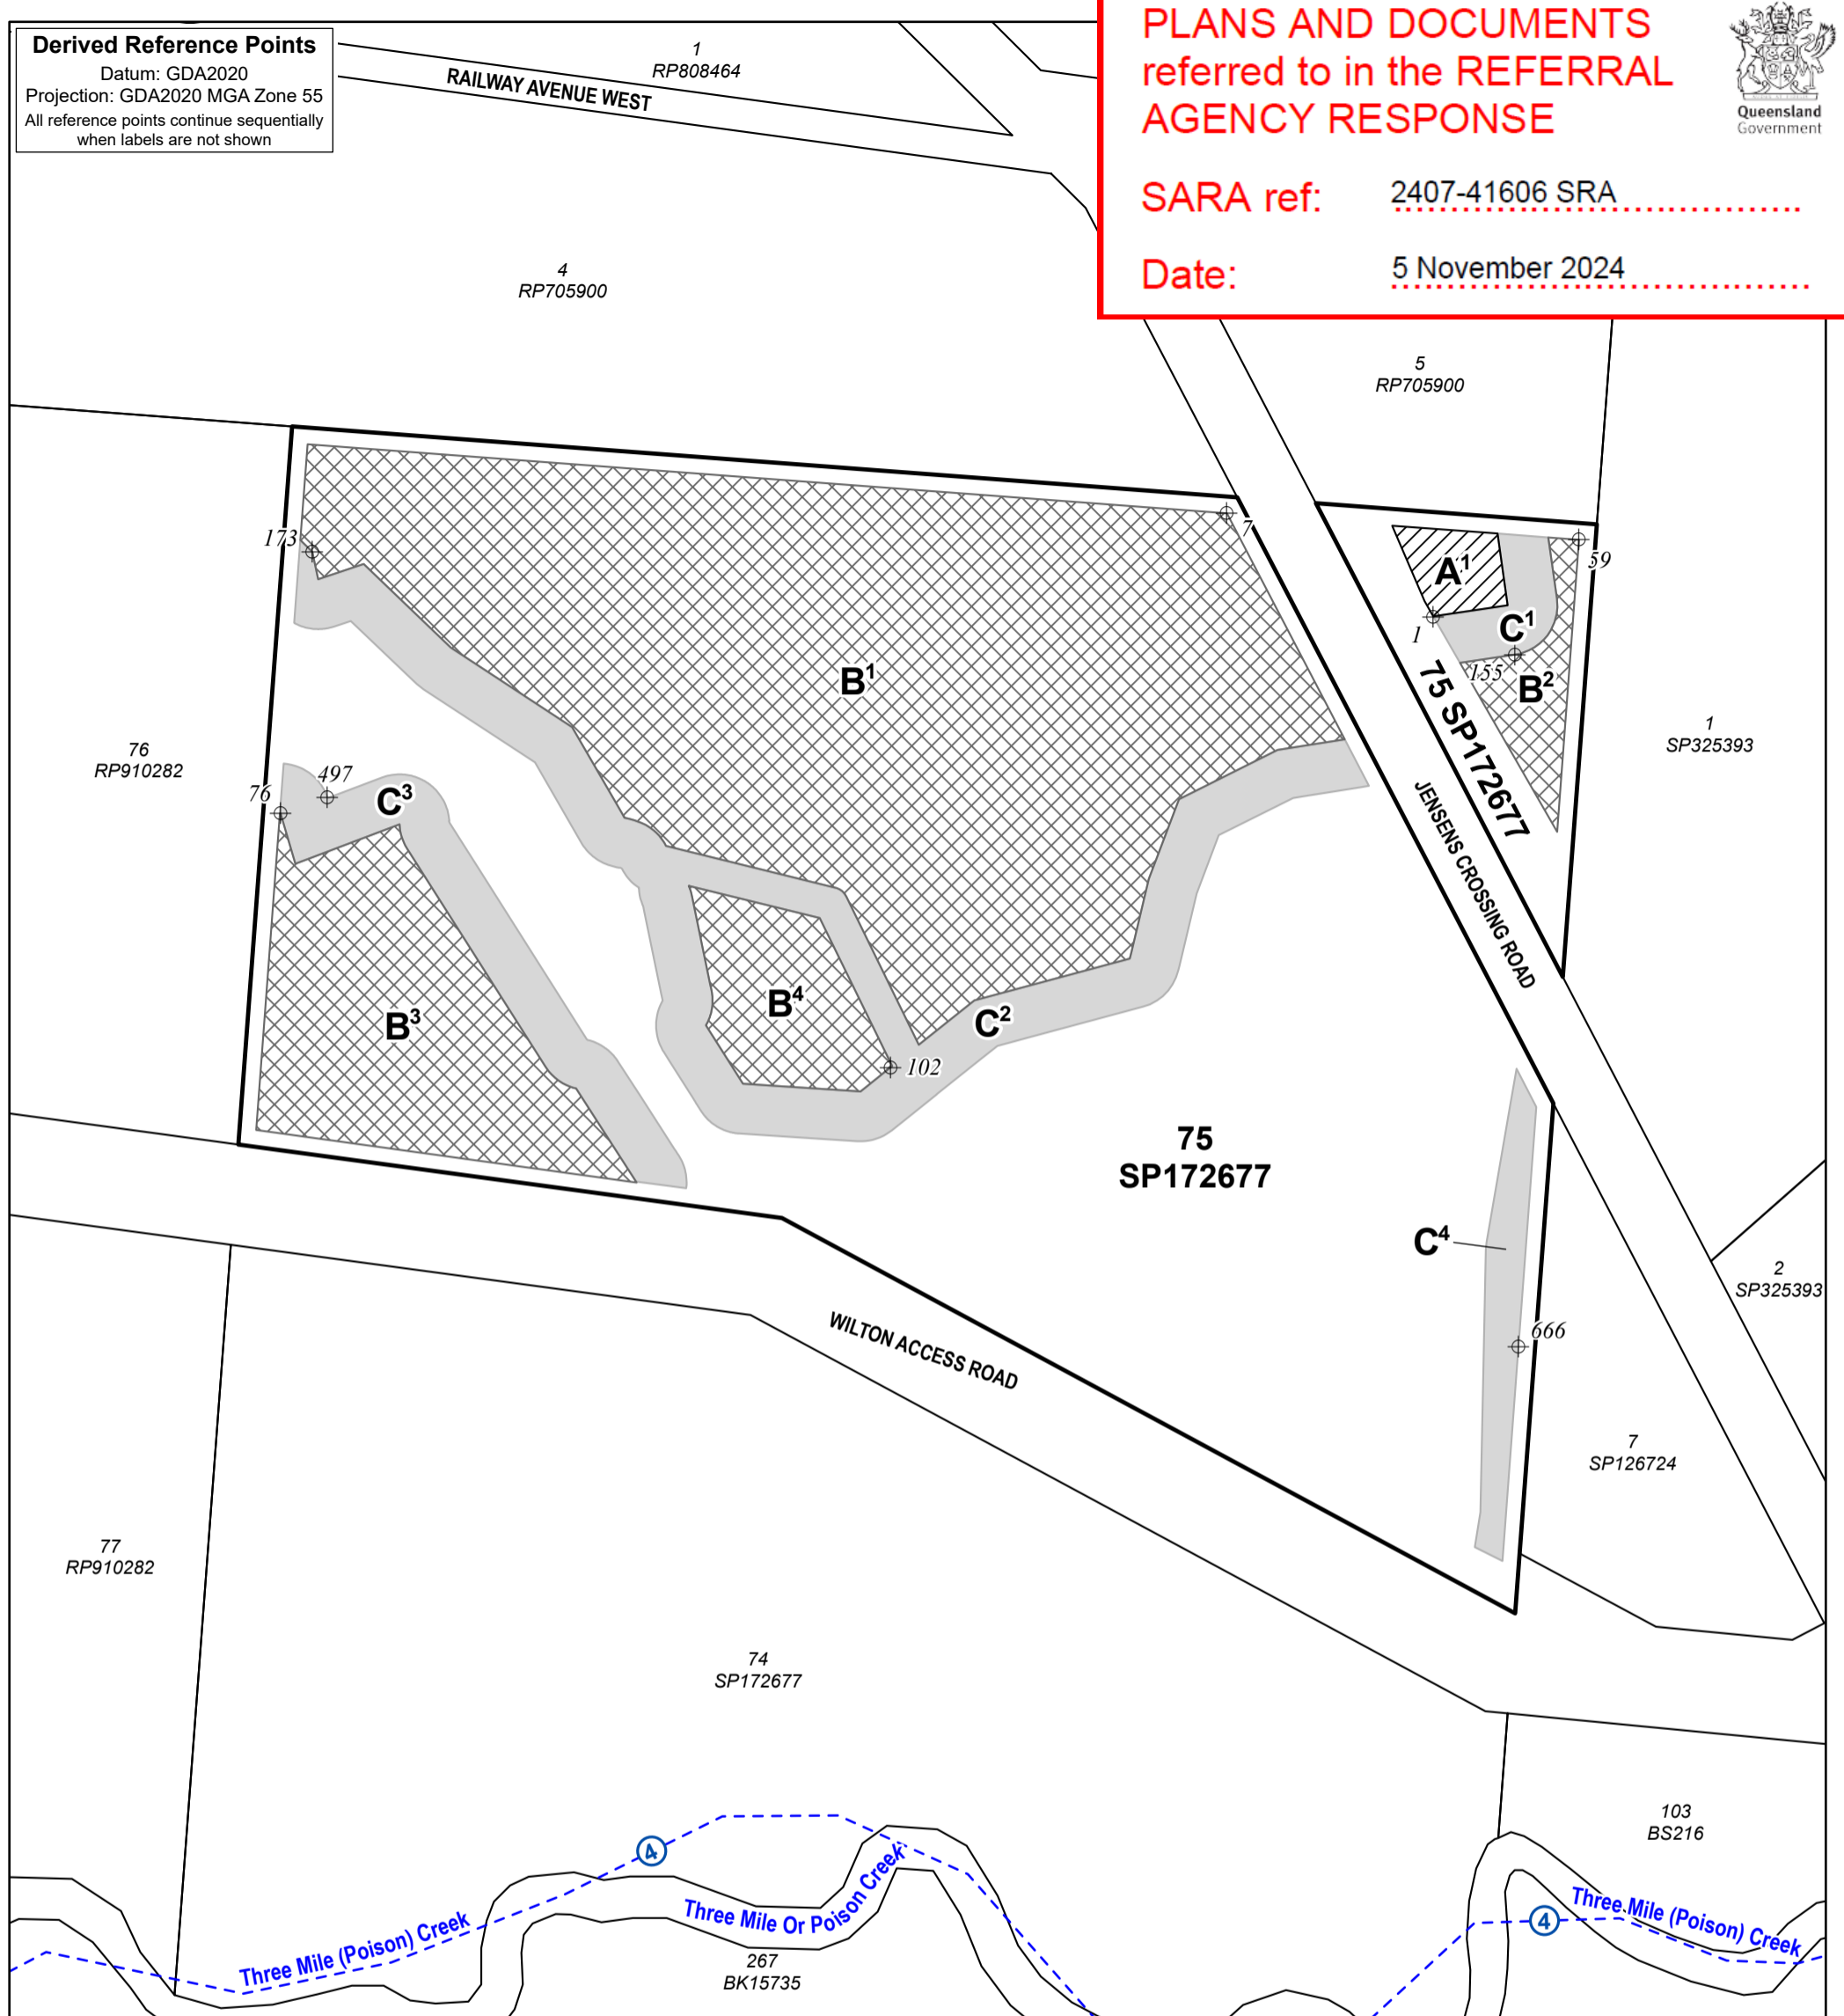 Derived Reference Points
Datum: GDA2020
Projection: GDA2020 MGA Zone 55
All reference points continue sequentially
when labels are not shown
PLANS AND DOCUMENTS
referred to in the REFERRAL
AGENCY RESPONSE
SARA ref: 2407-41606 SRA
Date: 5 November 2024
Queensland
Government
1
RP808464
RAILWAY AVENUE WEST
4
RP705900
5
RP705900
173
7
59
A1
1
C1
155
B2
B1
75 SP172677
1
SP325393
76
RP910282
76
497
C3
JENSENS CROSSING ROAD
B3
B4
C2
102
75
SP172677
C4
2
SP325393
666
WILTON ACCESS ROAD
7
SP126724
77
RP910282
74
SP172677
103
BS216
4
Three Mile (Poison) Creek
Three Mile Or Poison Creek
4
Three Mile (Poison) Creek
267
BK15735